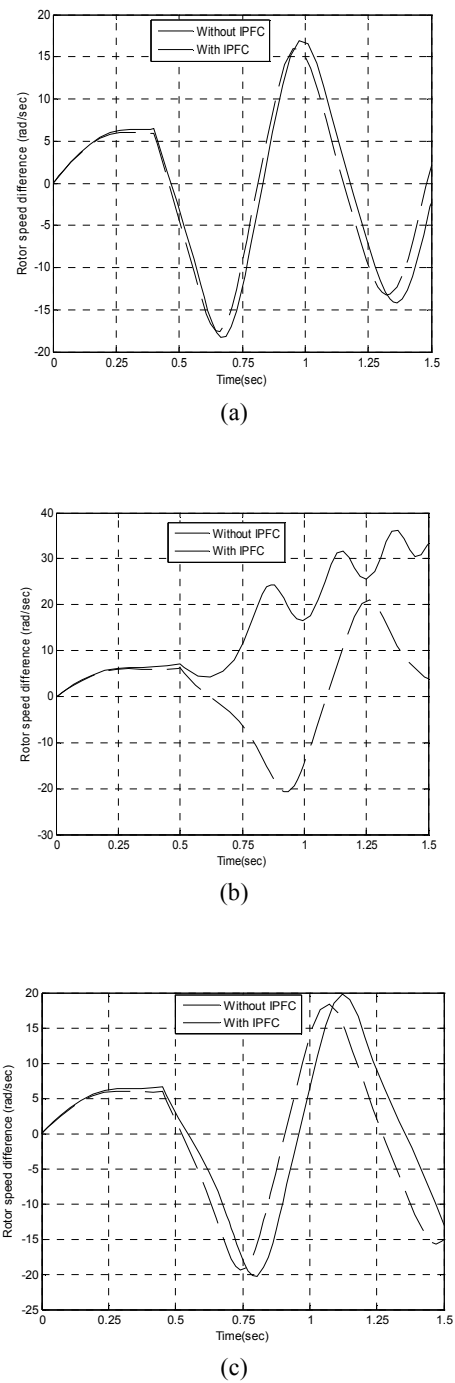 20
15
10
5
0
-5
-10
-15
-20
Rotor speed difference (rad/sec)
Without IPFC
With IPFC
0 0.25 0.5 0.75 1 1.25 1.5
Time(sec)
(a)
40
30
20
10
0
-10
-20
-30
Rotor speed difference (rad/sec)
Without IPFC
With IPFC
0 0.25 0.5 0.75 1 1.25 1.5
Time(sec)
(b)
20
15
10
5
0
-5
-10
-15
-20
-25
Rotor speed difference (rad/sec)
Without IPFC
With IPFC
0 0.25 0.5 0.75 1 1.25 1.5
Time(sec)
(c)